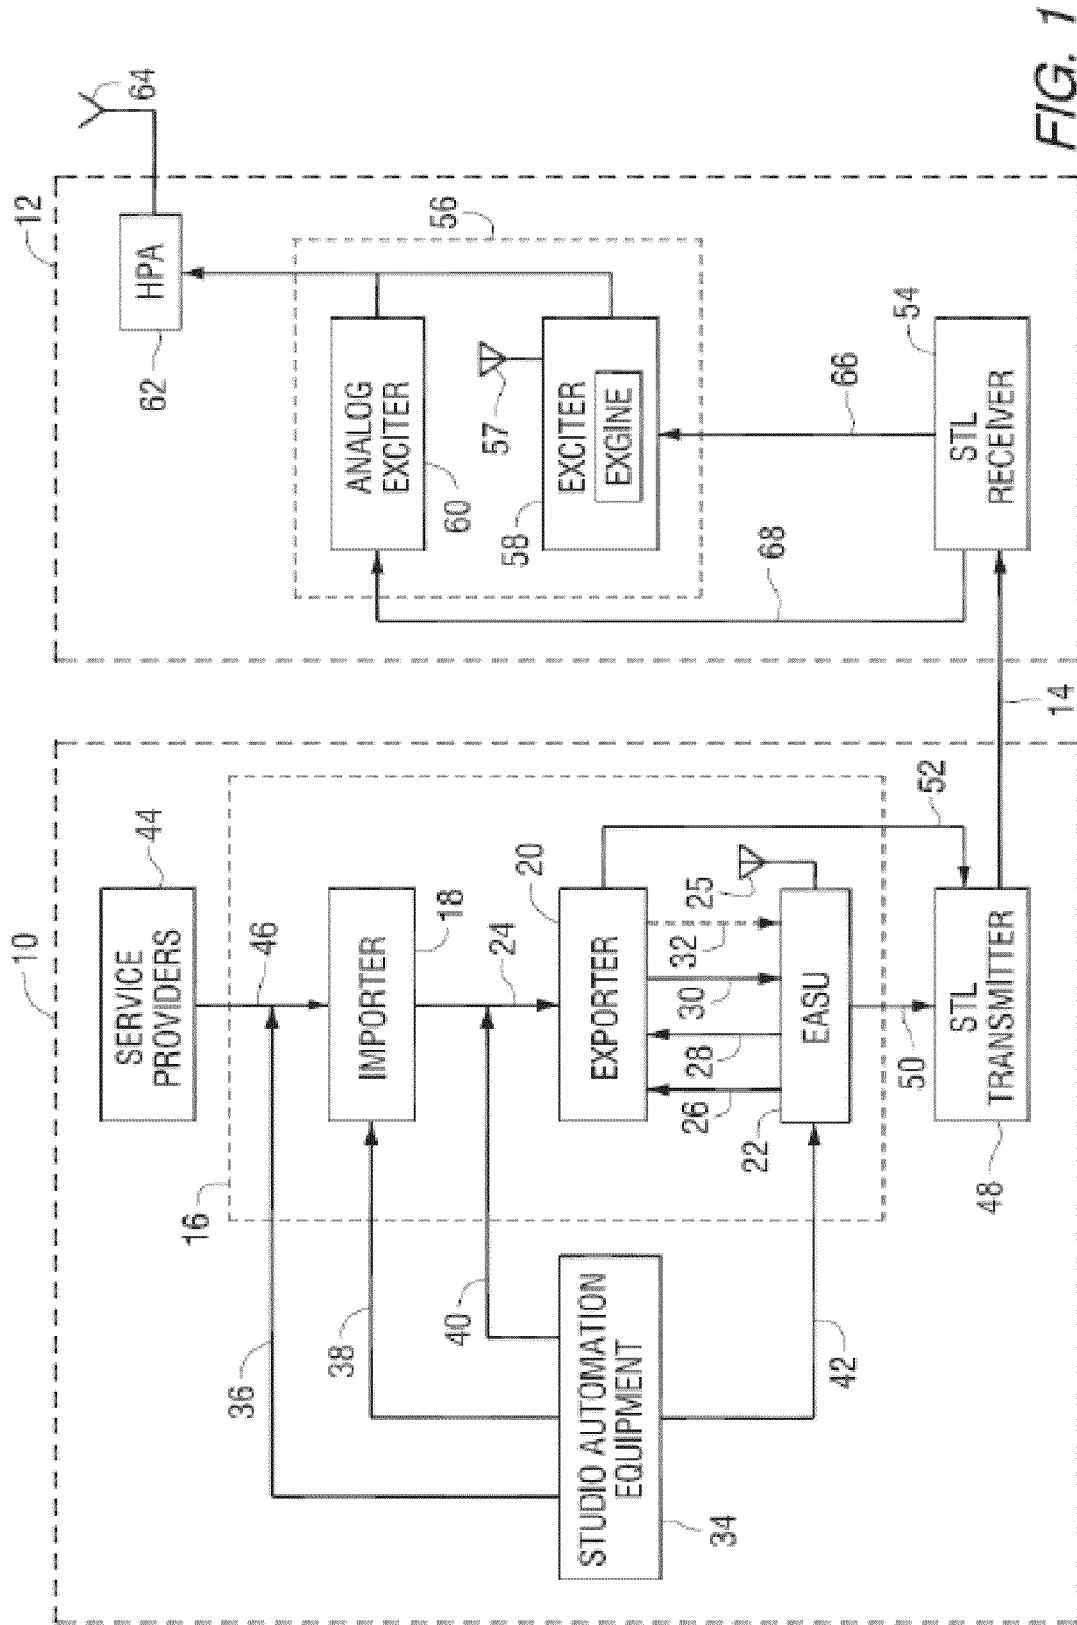 10
SERVICE
PROVIDERS
44
46
16
36
IMPORTER
18
38
24
40
EXPORTER
20
STUDIO AUTOMATION
EQUIPMENT
34
26
28
30
32
25
22
EASU
42
50
52
STL
TRANSMITTER
48
14
12
HPA
62
64
56
ANALOG
EXCITER
60
57
58
EXCITER
EXGINE
66
68
54
STL
RECEIVER
FIG. 1